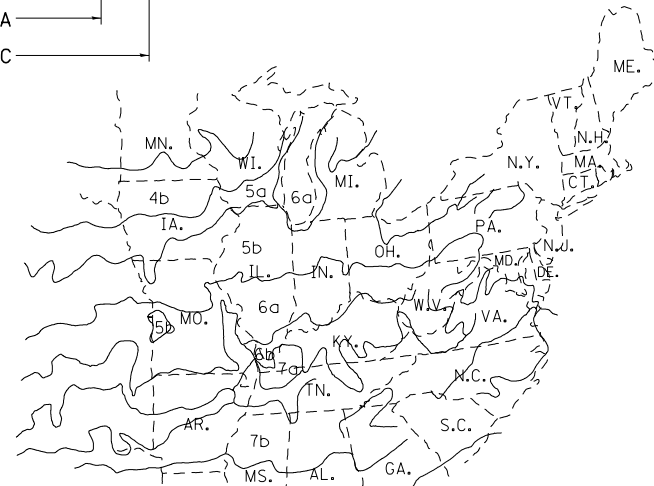 A
C
ME.
VT.
MN.
N.H.
WI.
N.Y.
MA.
MI.
CT.
4b
5a
6a
IA.
PA.
5b
OH.
N.J.
MD.
IL.
IN.
DE.
6a
W.V.
MO.
VA.
5b
KY.
6b
7a
N.C.
TN.
AR.
S.C.
7b
MS.
AL.
GA.